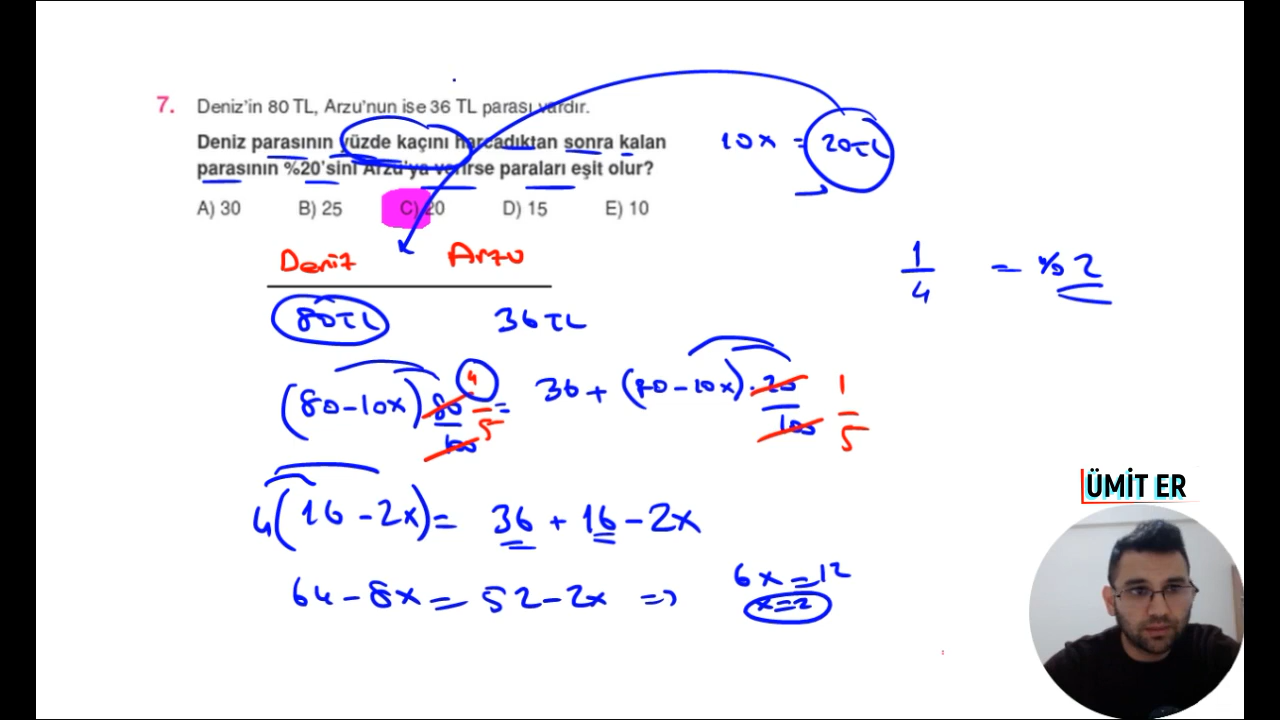 7. Deniz'in 80 TL, Arzu'nun ise 36 TL parası vardır.
Deniz parasının yüzde kaçını harcadıktan sonra kalan
parasının %20'sini Arzu'ya verirse paraları eşit olur?
A) 30 B) 25 C) 20 D) 15 E) 10
10x = 20TL
Deniz Arzu
80TL 36TL
1/4 = %2
(80-10x) 80/100 4/5 = 36 + (80-10x) · 20/100 1/5
4(16-2x) = 36 + 16 - 2x
64 - 8x = 52 - 2x => 6x = 12
x=2
ÜMİT ER